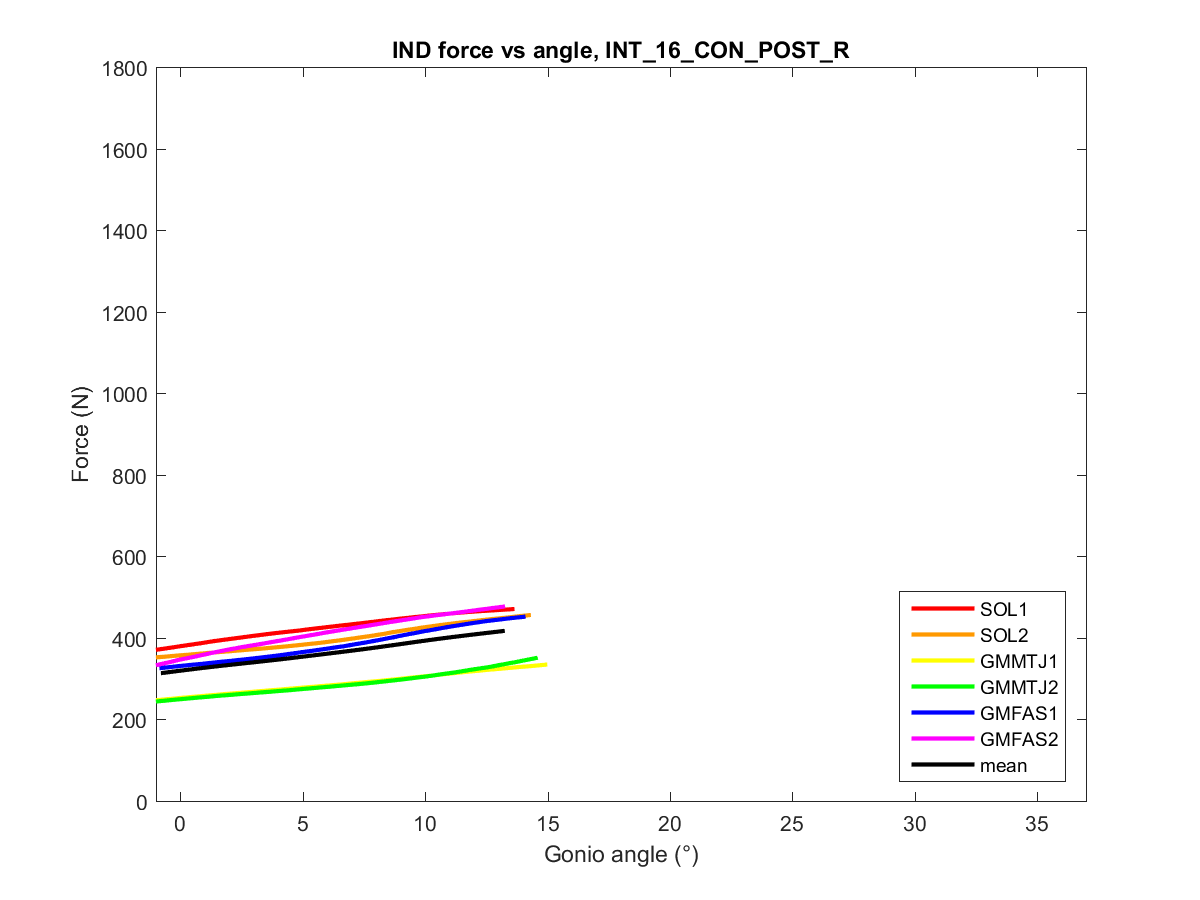 IND force vs angle, INT_16_CON_POST_R
1800
1600
1400
1200
1000
800
600
400
200
0
Force (N)
0 5 10 15 20 25 30 35
Gonio angle (°)
SOL1
SOL2
GMMTJ1
GMMTJ2
GMFAS1
GMFAS2
mean